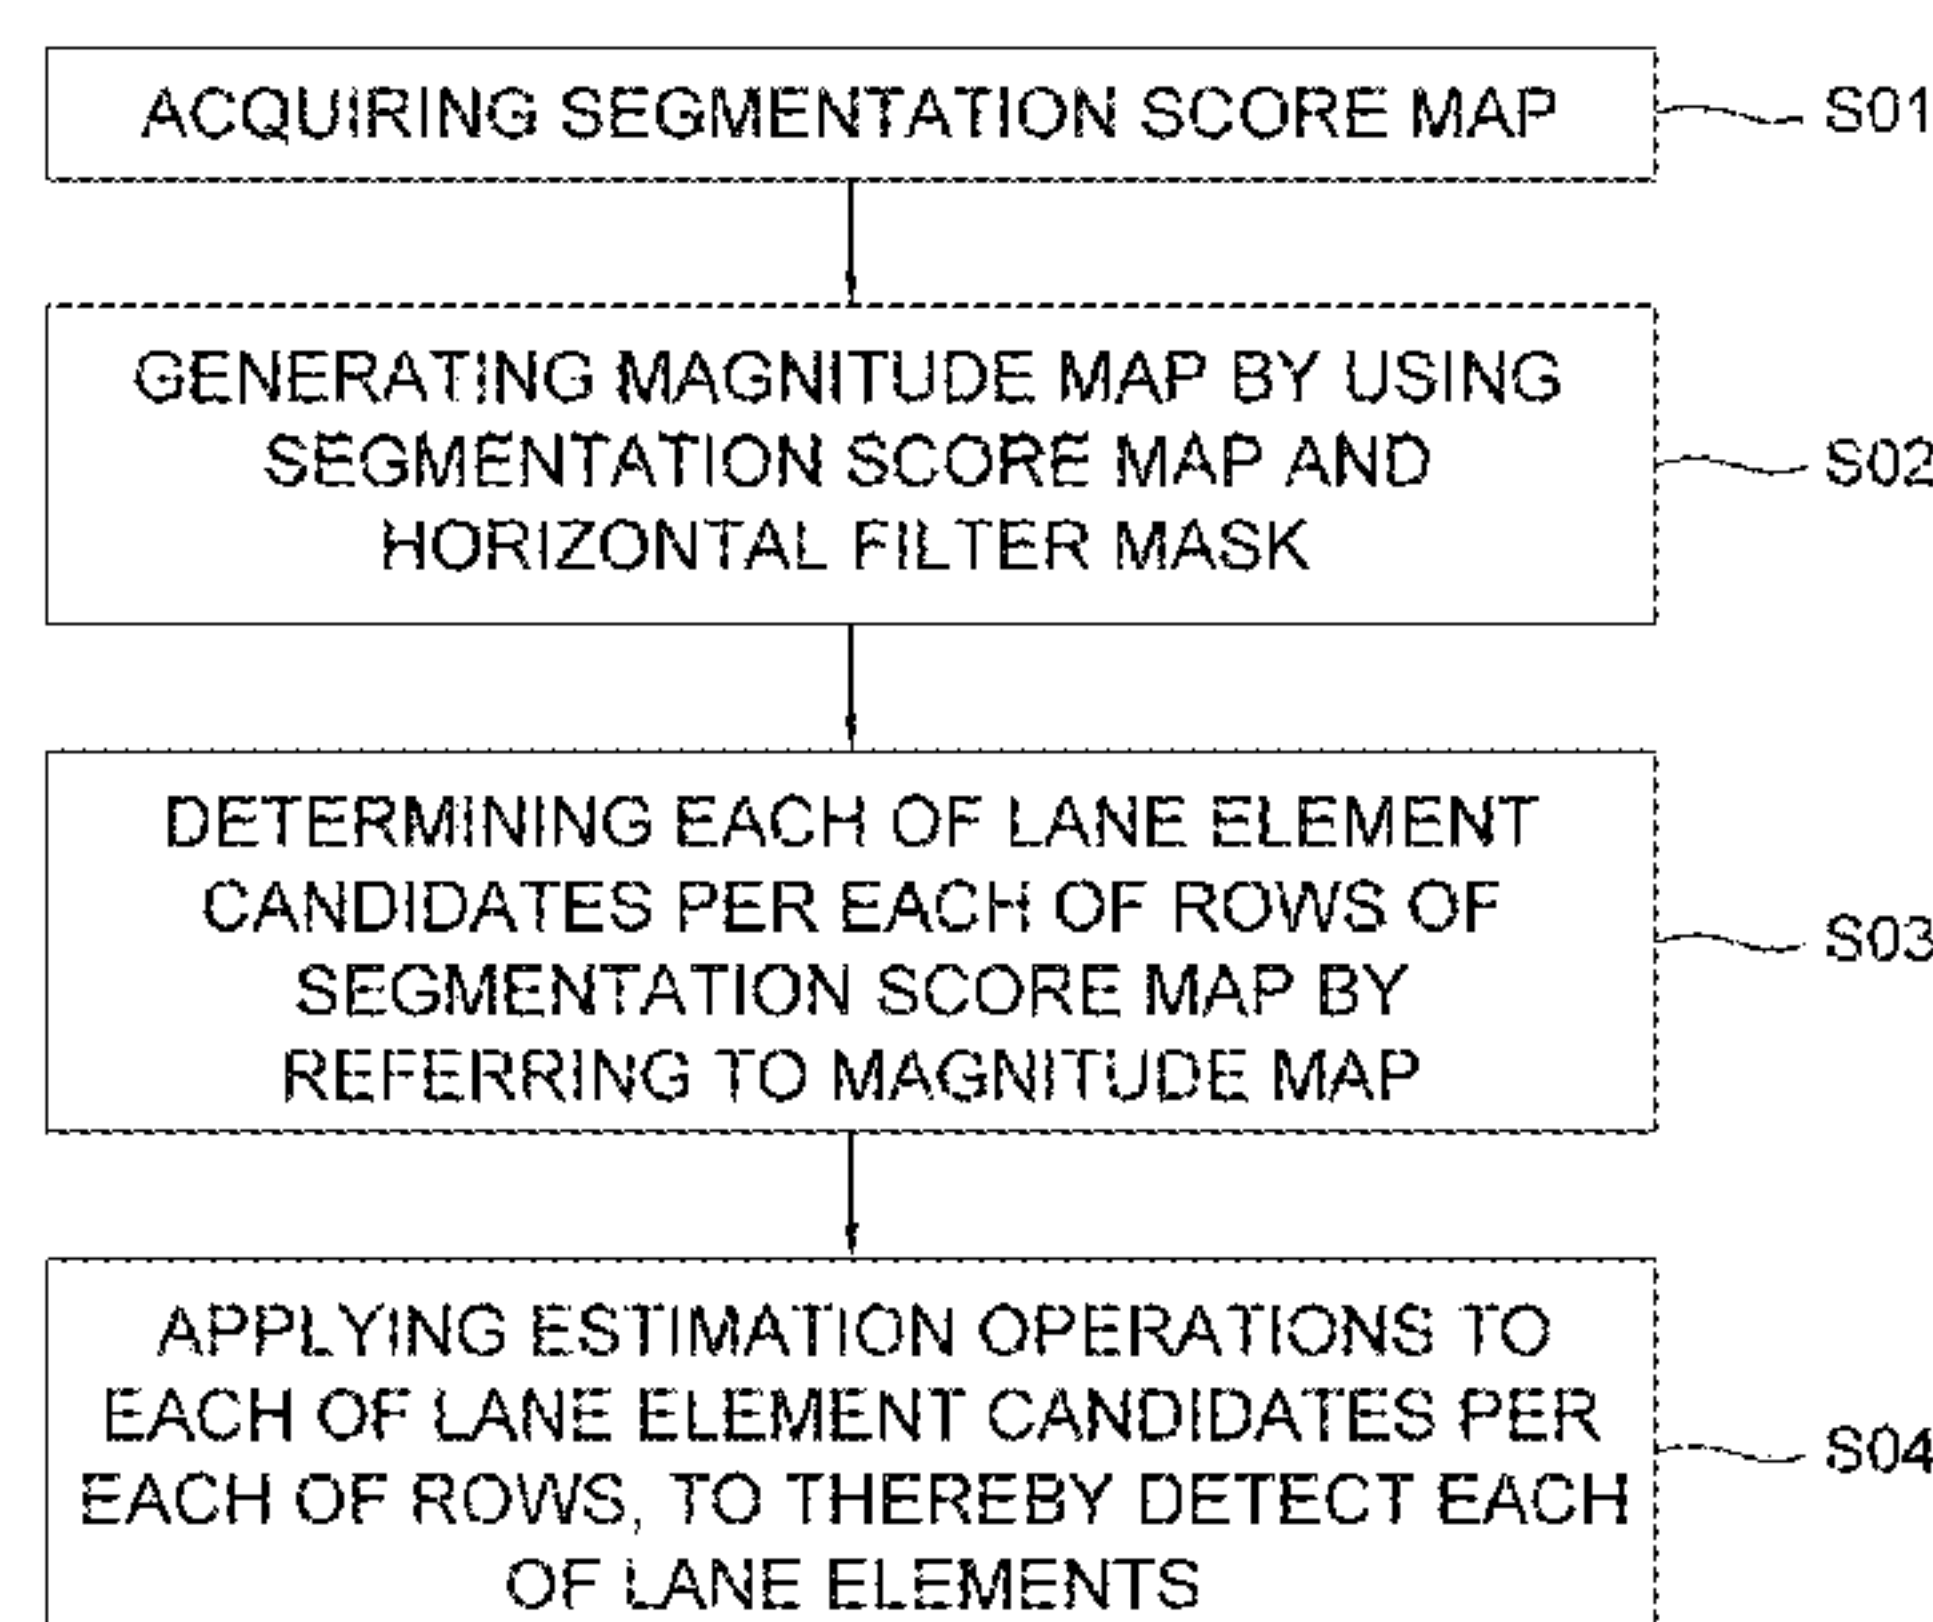 ACQUIRING SEGMENTATION SCORE MAP
S01
GENERATING MAGNITUDE MAP BY USING
SEGMENTATION SCORE MAP AND
HORIZONTAL FILTER MASK
S02
DETERMINING EACH OF LANE ELEMENT
CANDIDATES PER EACH OF ROWS OF
SEGMENTATION SCORE MAP BY
REFERRING TO MAGNITUDE MAP
S03
APPLYING ESTIMATION OPERATIONS TO
EACH OF LANE ELEMENT CANDIDATES PER
EACH OF ROWS, TO THEREBY DETECT EACH
OF LANE ELEMENTS
S04